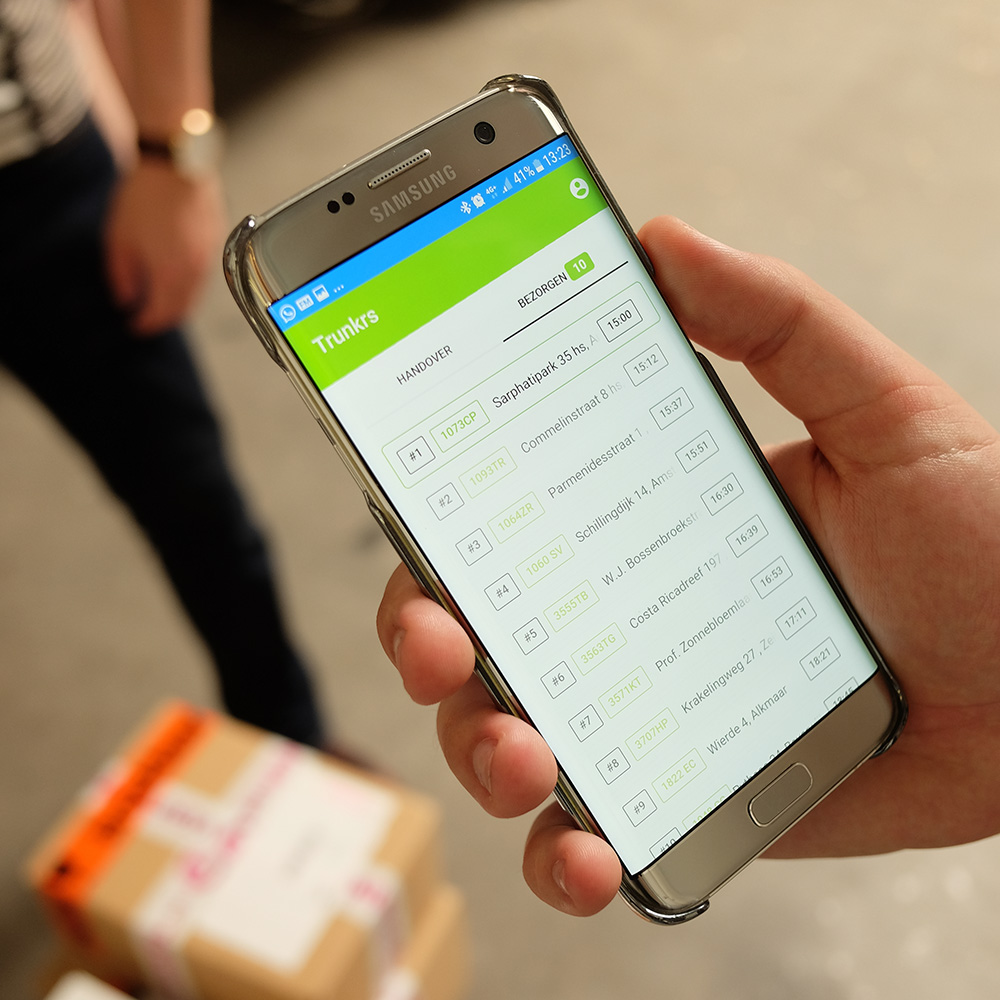 SAMSUNG
4G+ 41% 13:23
Trunkrs
HANDOVER BEZORGEN 10
#1 1073CP Sarphatipark 35 hs, A 15:00
#2 1093TR Commelinstraat 8 hs 15:12
#3 1064ZR Parmenidesstraat 1 15:37
#4 1060 SV Schillingdijk 14, Ams 15:51
#5 3555TB W.J. Bossenbroekstr 16:30
#6 3563TG Costa Ricadreef 197 16:39
#7 3571KT Prof. Zonnebloemlaa 16:53
#8 3707HP Krakelingweg 27 , Ze 17:11
#9 1822 EC Wierde 4, Alkmaar 18:21
#10